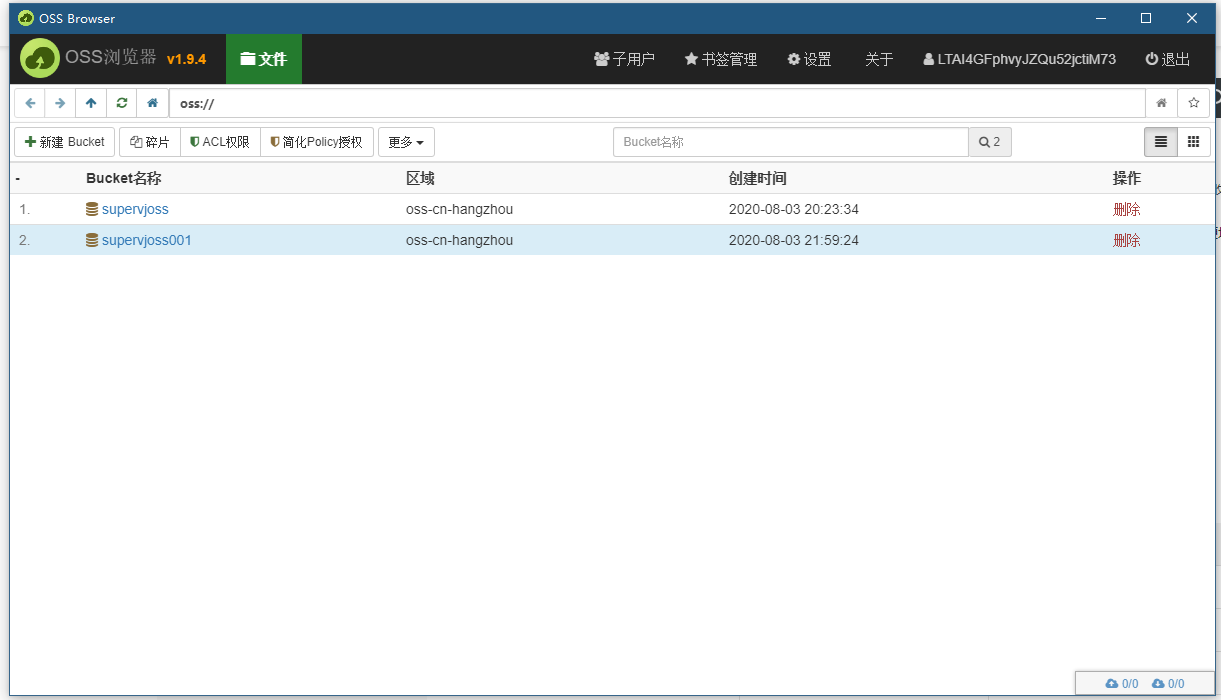 OSS Browser
OSS浏览器 v1.9.4 文件 子用户 书签管理 设置 关于 LTAI4GFphvyJZQu52jctiM73 退出
oss://
新建 Bucket 碎片 ACL权限 简化Policy授权 更多 Bucket名称 2
- Bucket名称 区域 创建时间 操作
1. supervjoss oss-cn-hangzhou 2020-08-03 20:23:34 删除
2. supervjoss001 oss-cn-hangzhou 2020-08-03 21:59:24 删除
0/0 0/0